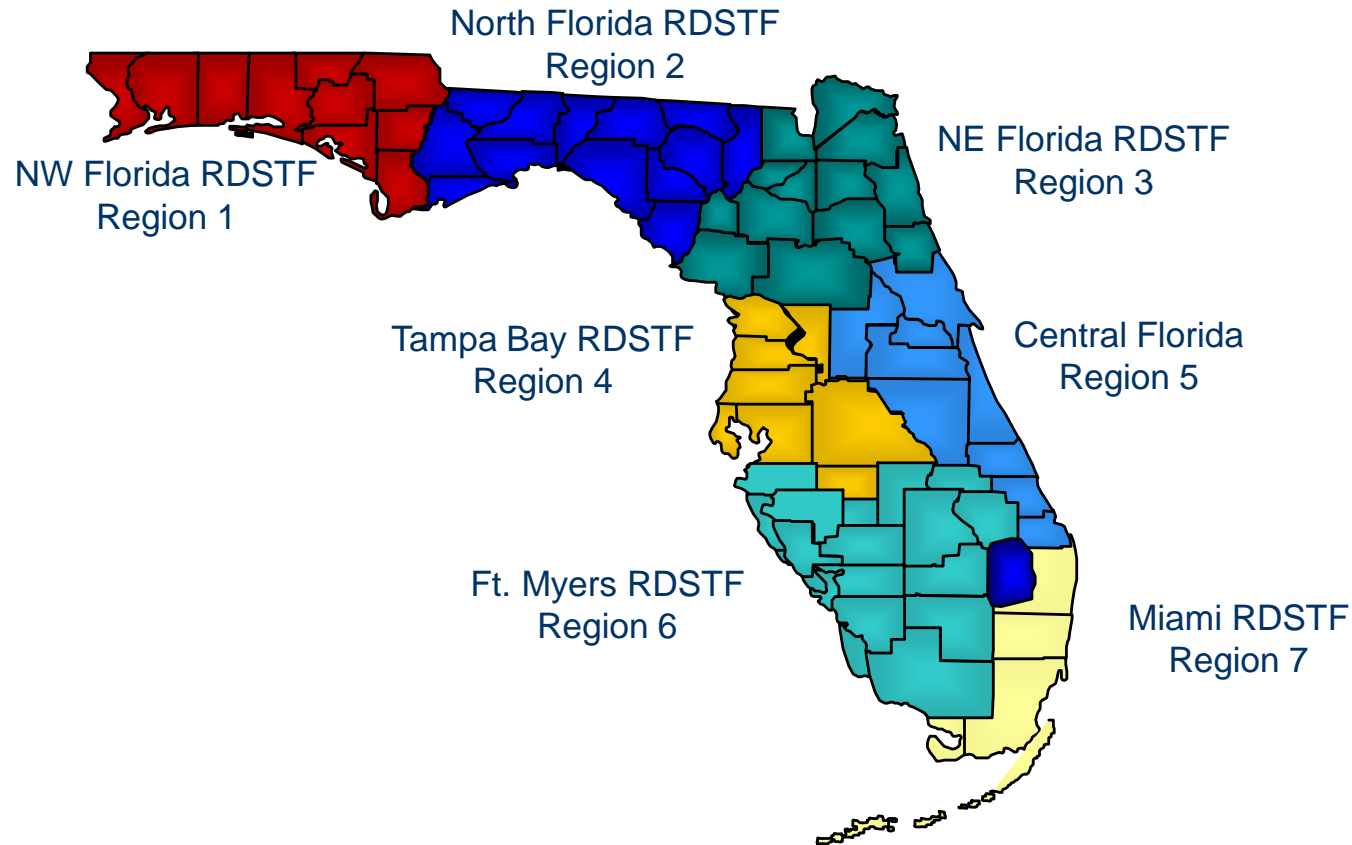 North Florida RDSTF
Region 2
NW Florida RDSTF
Region 1
NE Florida RDSTF
Region 3
Tampa Bay RDSTF
Region 4
Central Florida
Region 5
Ft. Myers RDSTF
Region 6
Miami RDSTF
Region 7